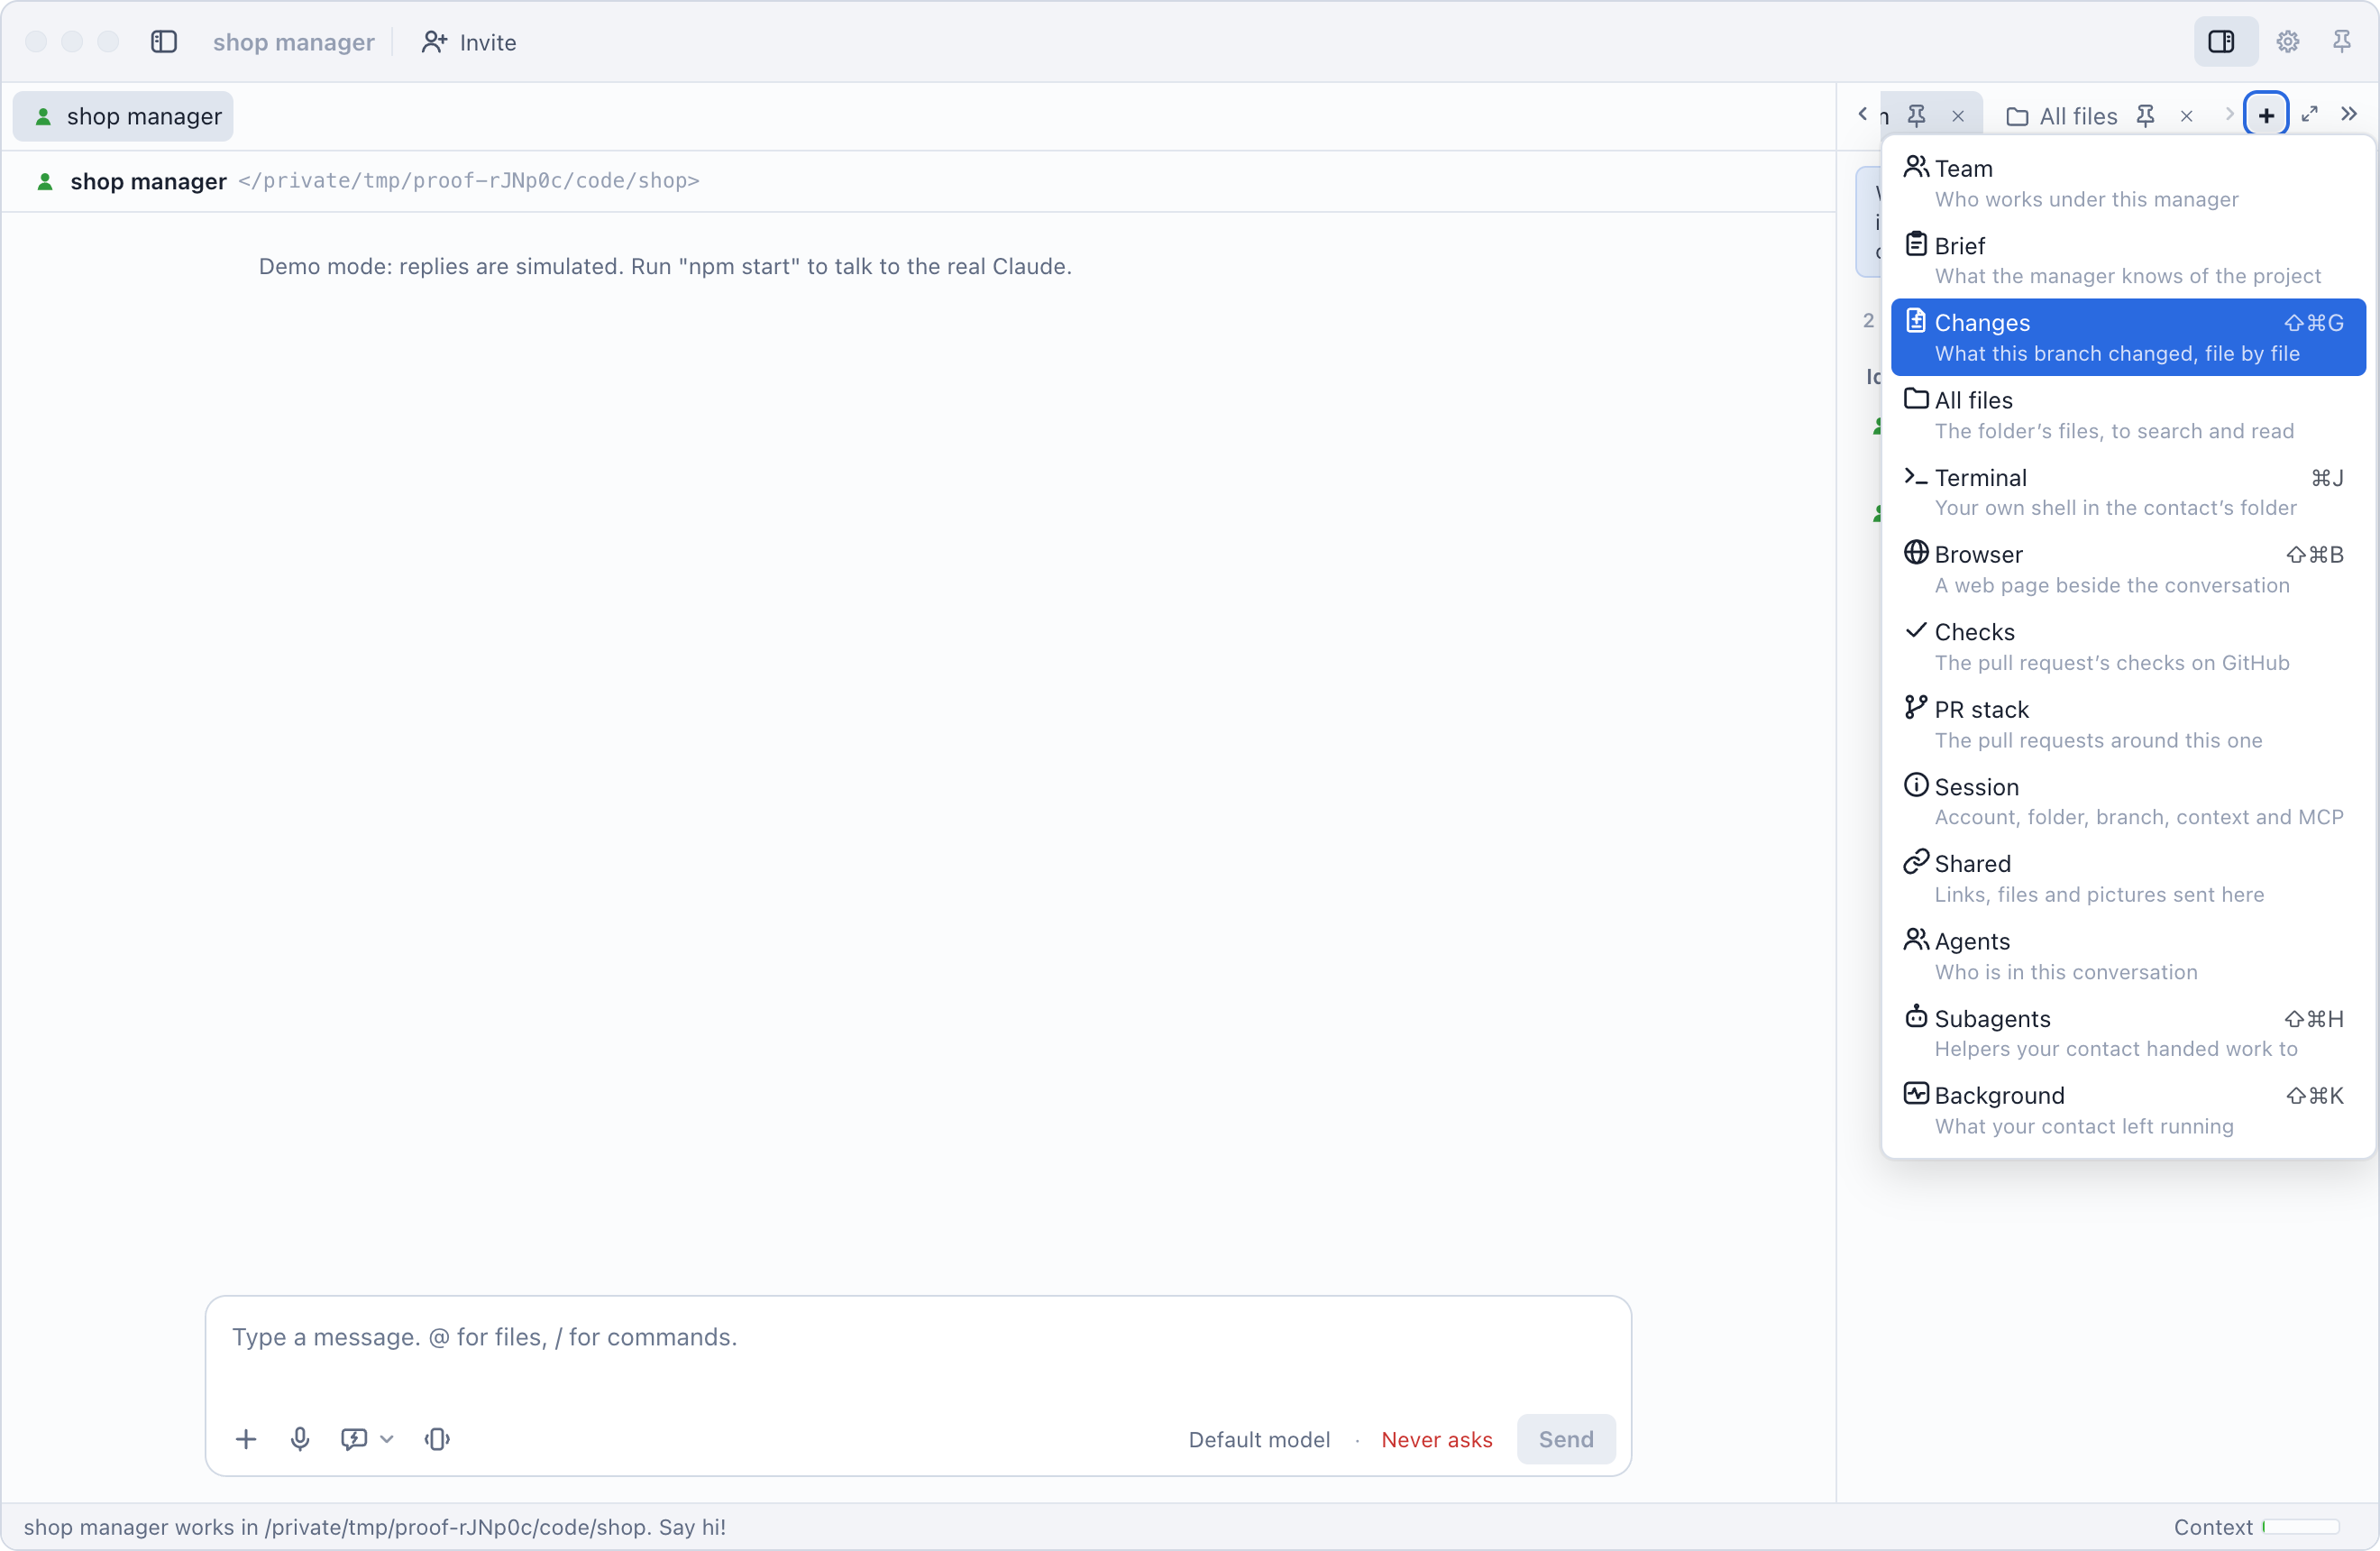 shop manager
Invite
shop manager
All files
shop manager </private/tmp/proof-rJNp0c/code/shop>
Demo mode: replies are simulated. Run "npm start" to talk to the real Claude.
2
Team
Who works under this manager
Brief
What the manager knows of the project
Changes ⇧⌘G
What this branch changed, file by file
All files
The folder’s files, to search and read
Terminal ⌘J
Your own shell in the contact’s folder
Browser ⇧⌘B
A web page beside the conversation
Checks
The pull request’s checks on GitHub
PR stack
The pull requests around this one
Session
Account, folder, branch, context and MCP
Shared
Links, files and pictures sent here
Agents
Who is in this conversation
Subagents ⇧⌘H
Helpers your contact handed work to
Background ⇧⌘K
What your contact left running
Type a message. @ for files, / for commands.
Default model · Never asks Send
shop manager works in /private/tmp/proof-rJNp0c/code/shop. Say hi!
Context